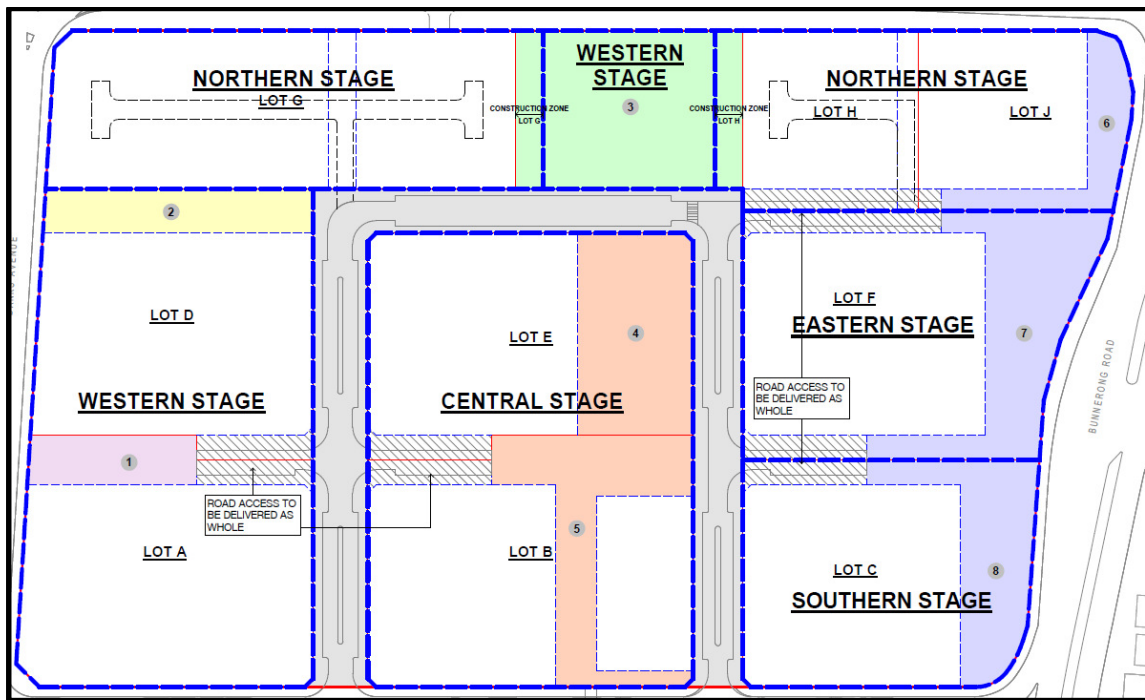 NORTHERN STAGE
LOT G
CONSTRUCTION ZONE
LOT G
WESTERN
STAGE
3
CONSTRUCTION ZONE
LOT H
NORTHERN STAGE
LOT H
LOT J
6
2
AVENUE
LOT D
WESTERN STAGE
LOT E
4
CENTRAL STAGE
LOT F
EASTERN STAGE
7
ROAD ACCESS TO
BE DELIVERED AS
WHOLE
BUNNERONG ROAD
1
ROAD ACCESS TO
BE DELIVERED AS
WHOLE
LOT A
LOT B
5
LOT C
SOUTHERN STAGE
8